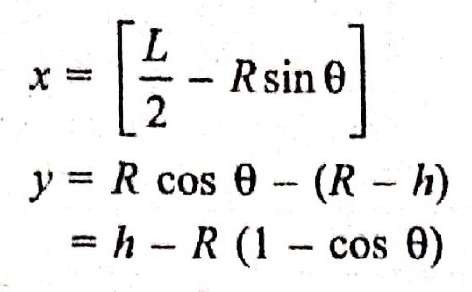 x = [L/2 − R sin θ]
y = R cos θ − (R − h)
= h − R (1 − cos θ)